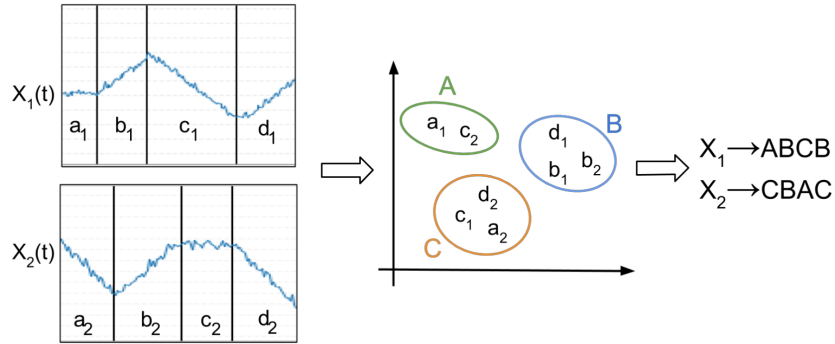 X₁(t)
a₁ b₁ c₁ d₁
X₂(t)
a₂ b₂ c₂ d₂
A
a₁ c₂
B
d₁
b₁ b₂
d₂
c₁ a₂
C
X₁→ABCB
X₂→CBAC